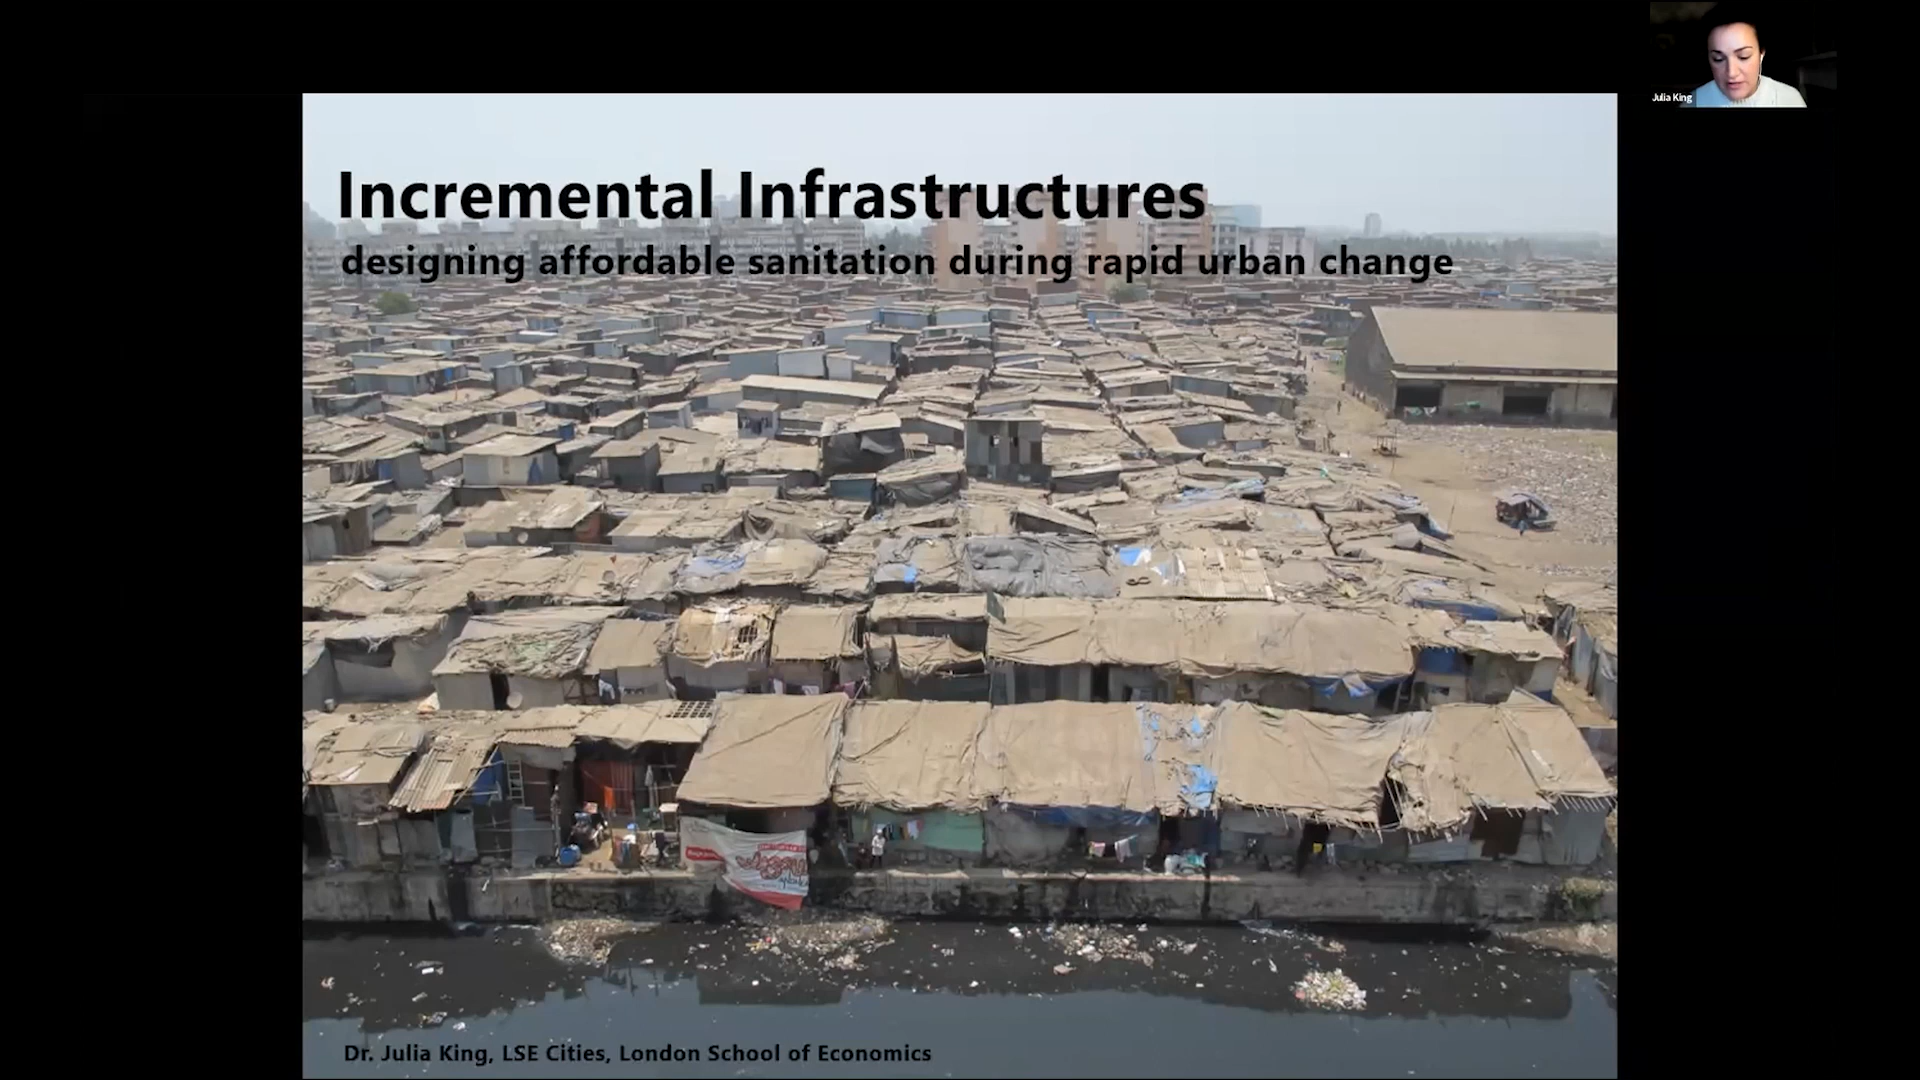 Julia King
Incremental Infrastructures
designing affordable sanitation during rapid urban change
Dr. Julia King, LSE Cities, London School of Economics